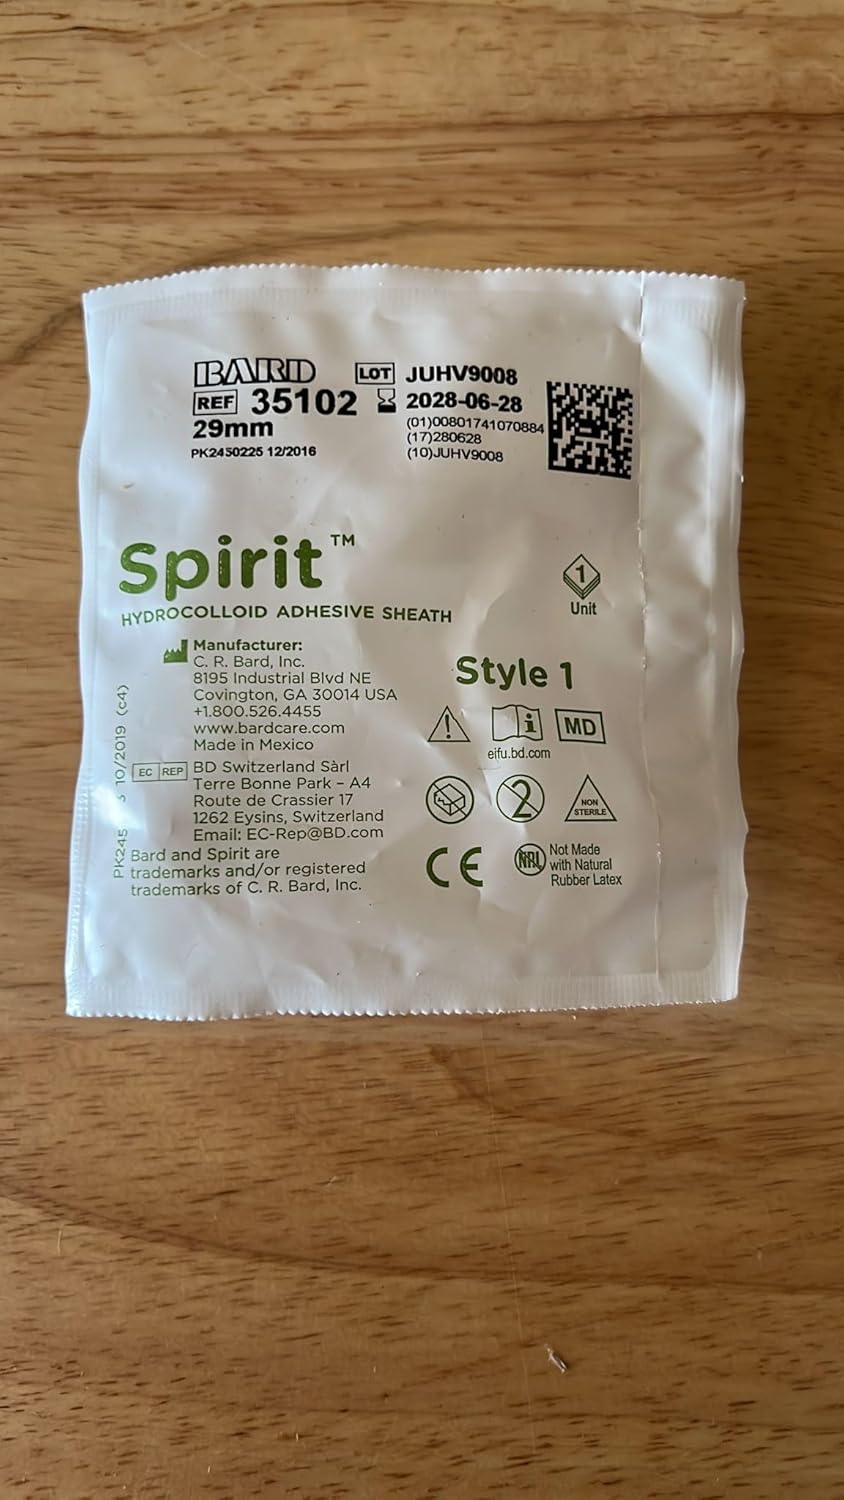 BARD
REF 35102
29mm
PK2450225 12/2016
LOT JUHV9008
2028-06-28
(01)00801741070884
(17)280628
(10)JUHV9008
Spirit™
HYDROCOLLOID ADHESIVE SHEATH
1
Unit
Manufacturer:
C. R. Bard, Inc.
8195 Industrial Blvd NE
Covington, GA 30014 USA
+1.800.526.4455
www.bardcare.com
Made in Mexico
EC REP BD Switzerland Sàrl
Terre Bonne Park – A4
Route de Crassier 17
1262 Eysins, Switzerland
Email: EC-Rep@BD.com
Bard and Spirit are
trademarks and/or registered
trademarks of C. R. Bard, Inc.
PK245 3 10/2019 (c4)
Style 1
MD
eifu.bd.com
2
NON
STERILE
CE
NRL
Not Made
with Natural
Rubber Latex